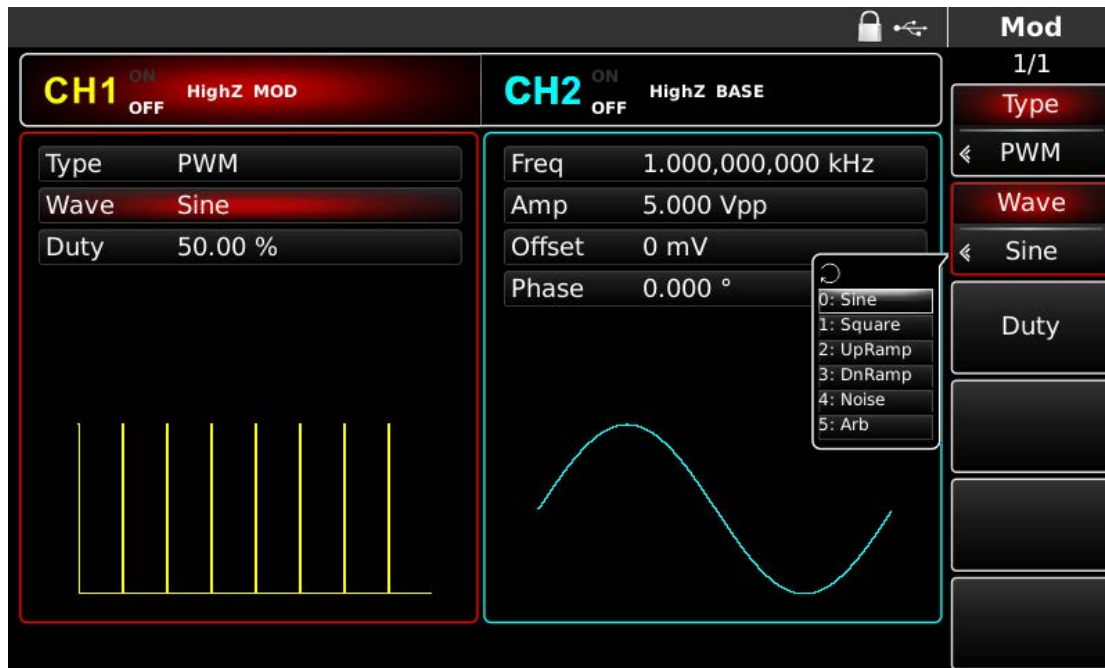 Mod
1/1
CH1 ON OFF HighZ MOD
CH2 ON OFF HighZ BASE
Type PWM
Wave Sine
Duty 50.00 %
Freq 1.000,000,000 kHz
Amp 5.000 Vpp
Offset 0 mV
Phase 0.000 °
0: Sine
1: Square
2: UpRamp
3: DnRamp
4: Noise
5: Arb
Type
PWM
Wave
Sine
Duty